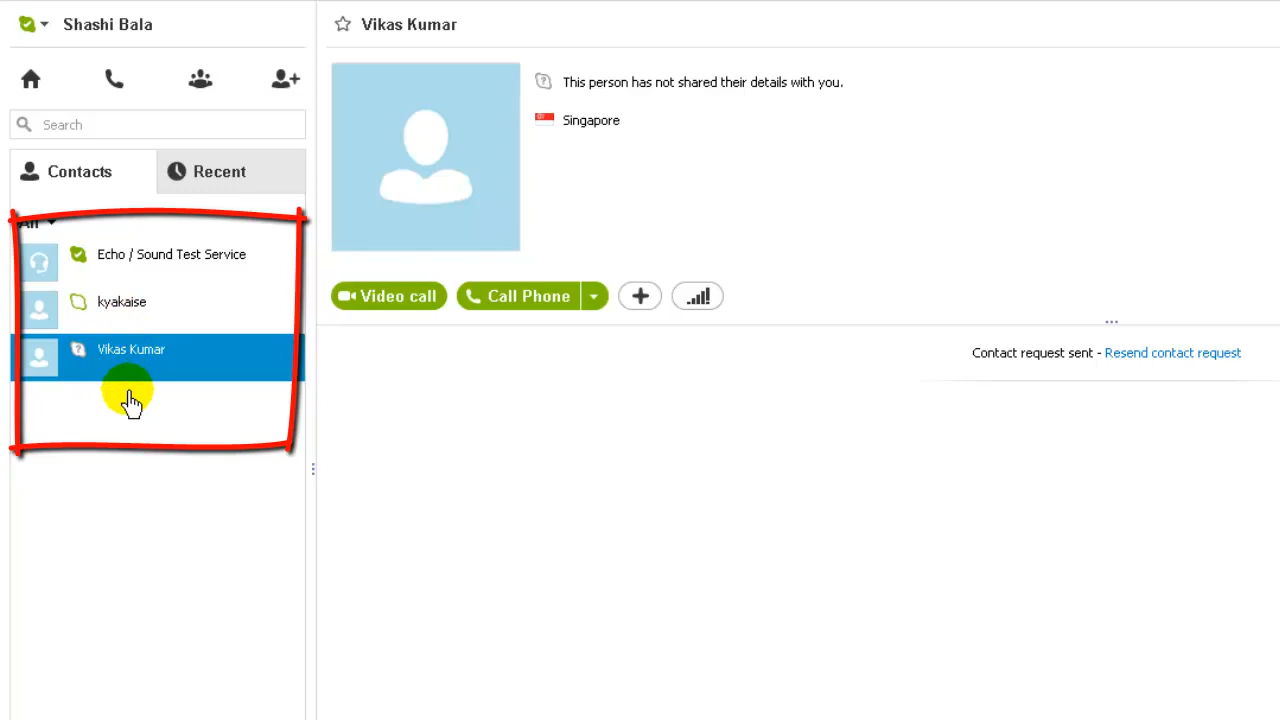 Shashi Bala
Search
Contacts
Recent
All
Echo / Sound Test Service
kyakaise
Vikas Kumar
Vikas Kumar
This person has not shared their details with you.
Singapore
Video call
Call Phone
Contact request sent - Resend contact request